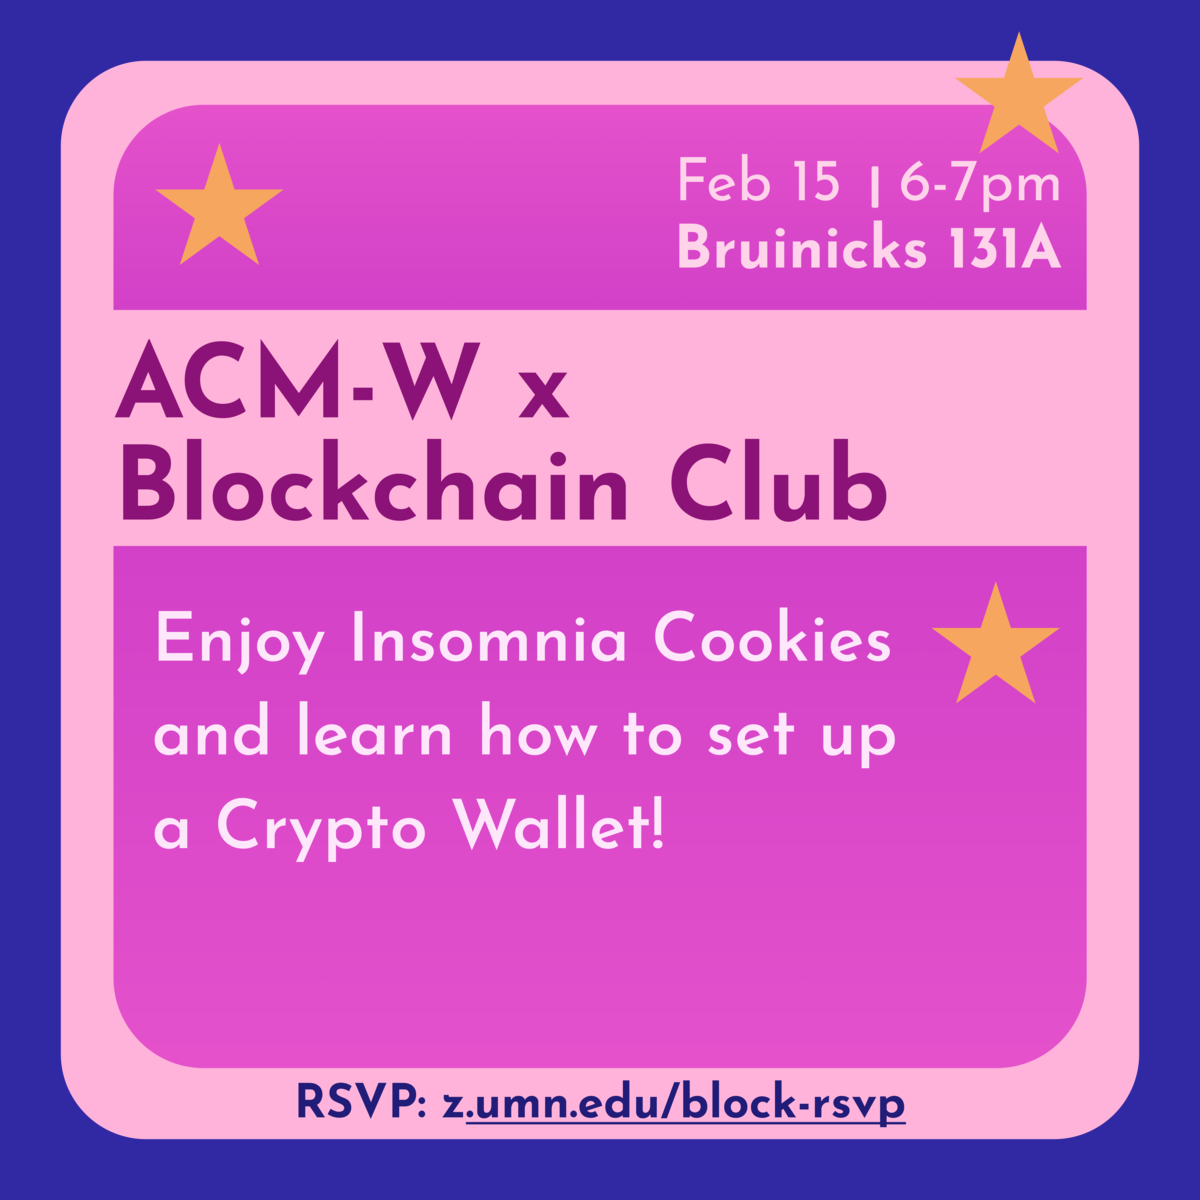 Feb 15 | 6-7pm
Bruinicks 131A
ACM-W x
Blockchain Club
Enjoy Insomnia Cookies
and learn how to set up
a Crypto Wallet!
RSVP: z.umn.edu/block-rsvp